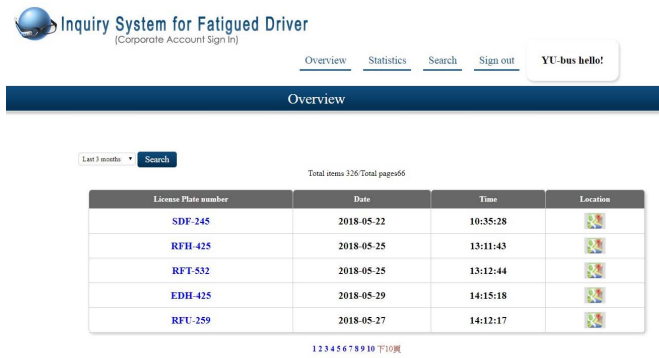 Inquiry System for Fatigued Driver
(Corporate Account Sign In)
Overview Statistics Search Sign out YU-bus hello!
Overview
Last 3 months Search
Total items 326/Total pages66
License Plate number Date Time Location
SDF-245 2018-05-22 10:35:28
RFH-425 2018-05-25 13:11:43
RFT-532 2018-05-25 13:12:44
EDH-425 2018-05-29 14:15:18
RFU-259 2018-05-27 14:12:17
1 2 3 4 5 6 7 8 9 10 下10頁